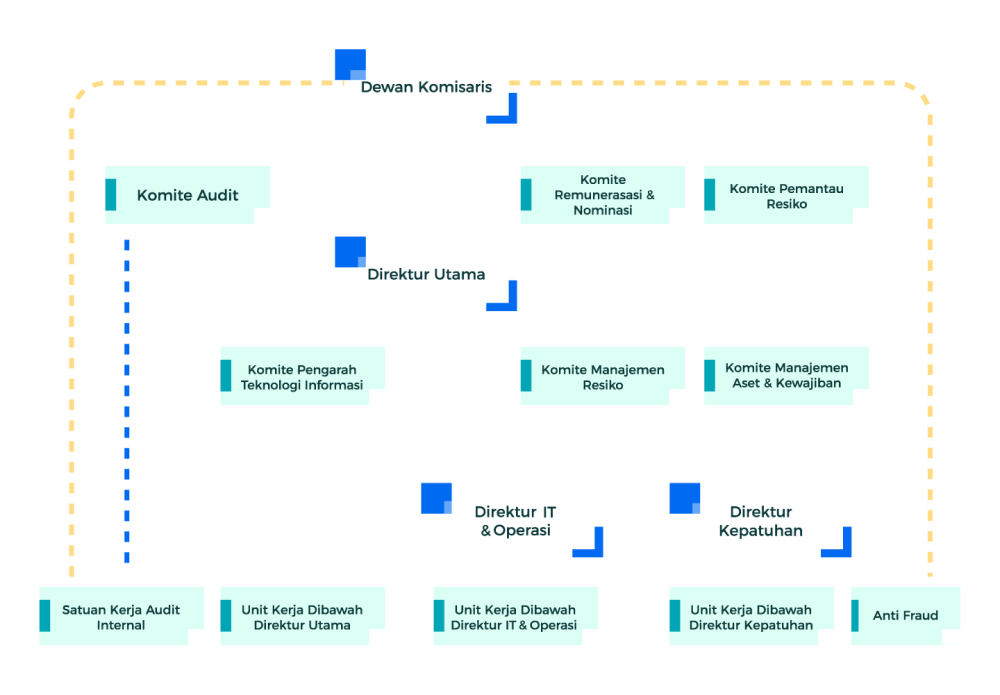 Dewan Komisaris
Komite Audit
Komite
Remunerasasi &
Nominasi
Komite Pemantau
Resiko
Direktur Utama
Komite Pengarah
Teknologi Informasi
Komite Manajemen
Resiko
Komite Manajemen
Aset & Kewajiban
Direktur IT
& Operasi
Direktur
Kepatuhan
Satuan Kerja Audit
Internal
Unit Kerja Dibawah
Direktur Utama
Unit Kerja Dibawah
Direktur IT & Operasi
Unit Kerja Dibawah
Direktur Kepatuhan
Anti Fraud